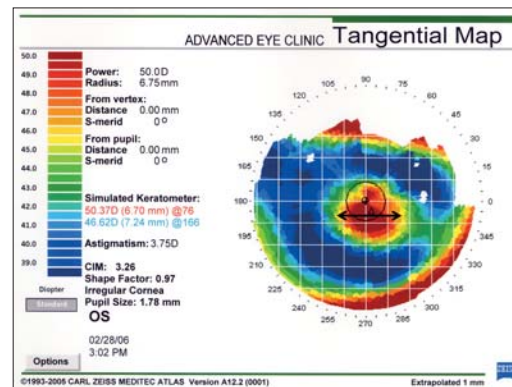 ADVANCED EYE CLINIC Tangential Map
50.0
49.0
48.0
47.0
46.0
45.0
44.0
43.0
42.0
41.0
40.0
39.0
Diopter
Standard
Power: 50.0D
Radius: 6.75mm
From vertex:
Distance 0.00 mm
S-merid 0°
From pupil:
Distance 0.00 mm
S-merid 0°
Simulated Keratometer:
50.37D (6.70 mm) @76
46.62D (7.24 mm) @166
Astigmatism: 3.75D
CIM: 3.26
Shape Factor: 0.97
Irregular Cornea
Pupil Size: 1.78 mm
OS
02/28/06
3:02 PM
Options
90
75
60
45
30
15
0
345
330
315
300
285
270
255
240
225
210
195
180
165
150
135
120
105
©1993-2005 CARL ZEISS MEDITEC ATLAS Version A12.2 (0001) Extrapolated 1 mm
ZEISS